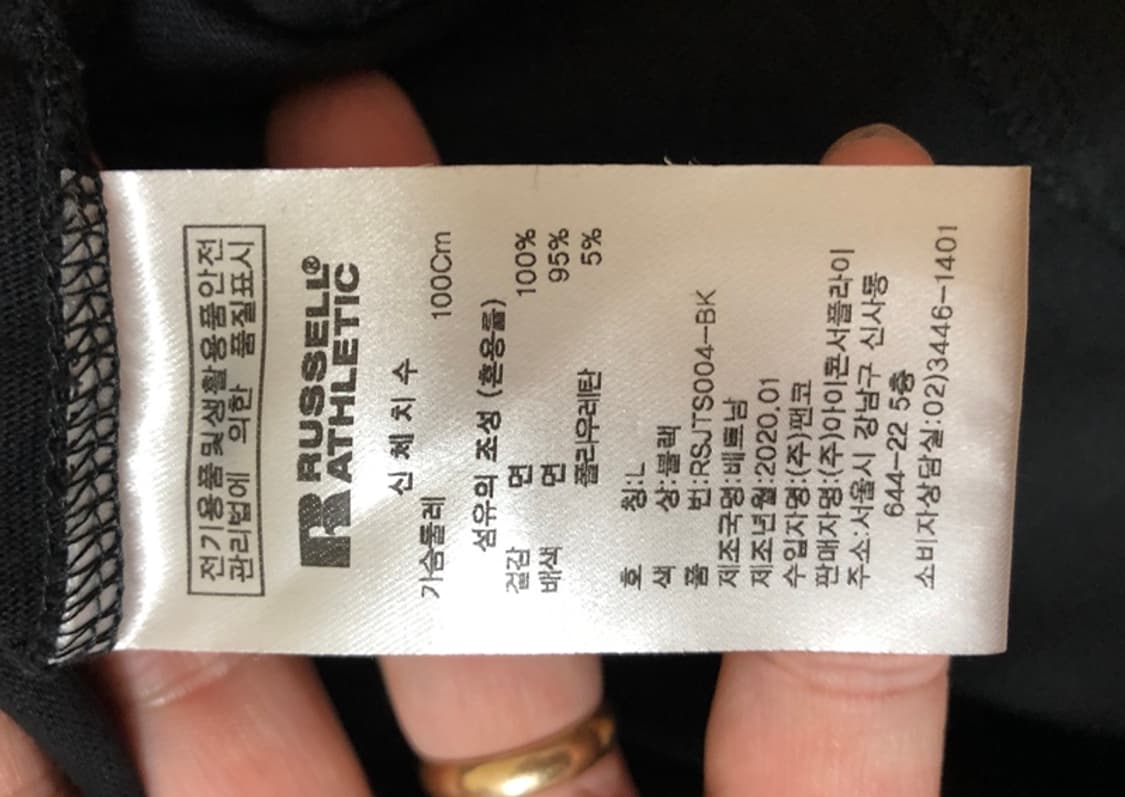 전기용품및생활용품안전
관리법에 의한 품질표시
RUSSELL®
ATHLETIC
신 체 치 수
가슴둘레 100Cm
섬유의 조성 (혼용률)
겉감 면 100%
배색 면 95%
폴리우레탄 5%
호 칭:L
색 상:블랙
품 번:RSJTS004-BK
제조국명:베트남
제조년월:2020.01
수입자명:(주)팬코
판매자명:(주)아이콘서플라이
주소:서울시 강남구 신사동
644-22 5층
소비자상담실:02)3446-1401